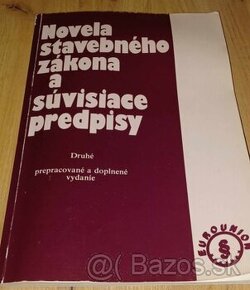 Novela
stavebného
zákona
a
súvisiace
predpisy
Druhé
prepracované a doplnené
vydanie
EUROUNION
§
Bazos.sk